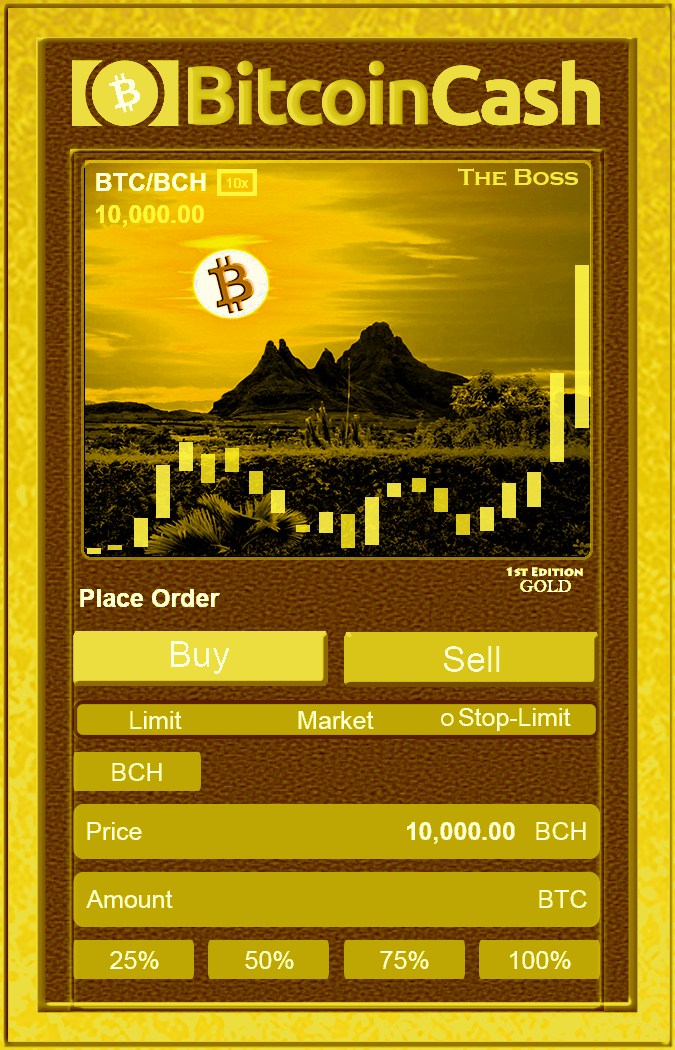 BitcoinCash
BTC/BCH 10x THE BOSS
10,000.00
1ST EDITION
GOLD
Place Order
Buy Sell
Limit Market Stop-Limit
BCH
Price 10,000.00 BCH
Amount BTC
25% 50% 75% 100%